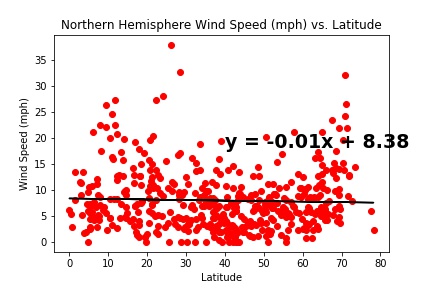 Northern Hemisphere Wind Speed (mph) vs. Latitude
35
30
25
20
15
10
5
0
Wind Speed (mph)
y = -0.01x + 8.38
0 10 20 30 40 50 60 70 80
Latitude